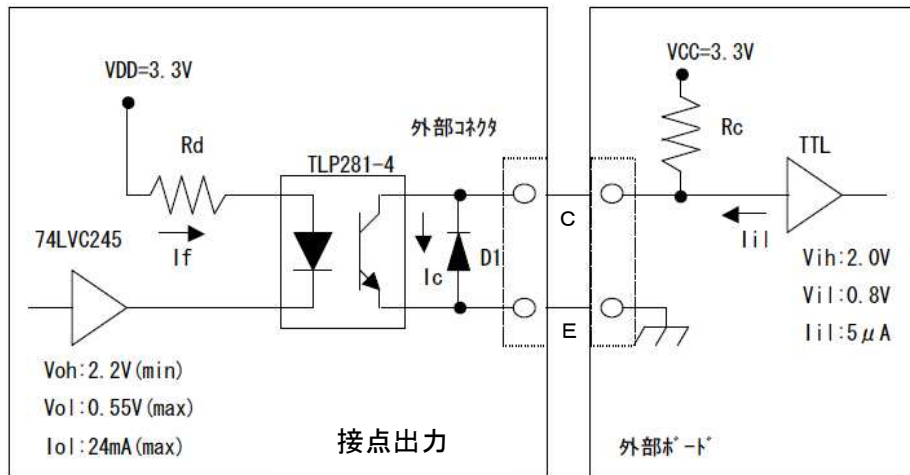 VDD=3.3V
Rd
If
74LVC245
TLP281-4
Ic
D1
外部コネクタ
C
E
VCC=3.3V
Rc
TTL
Iil
Vih:2.0V
Vil:0.8V
Iil:5μA
Voh:2.2V(min)
Vol:0.55V(max)
Iol:24mA(max)
接点出力
外部ボード